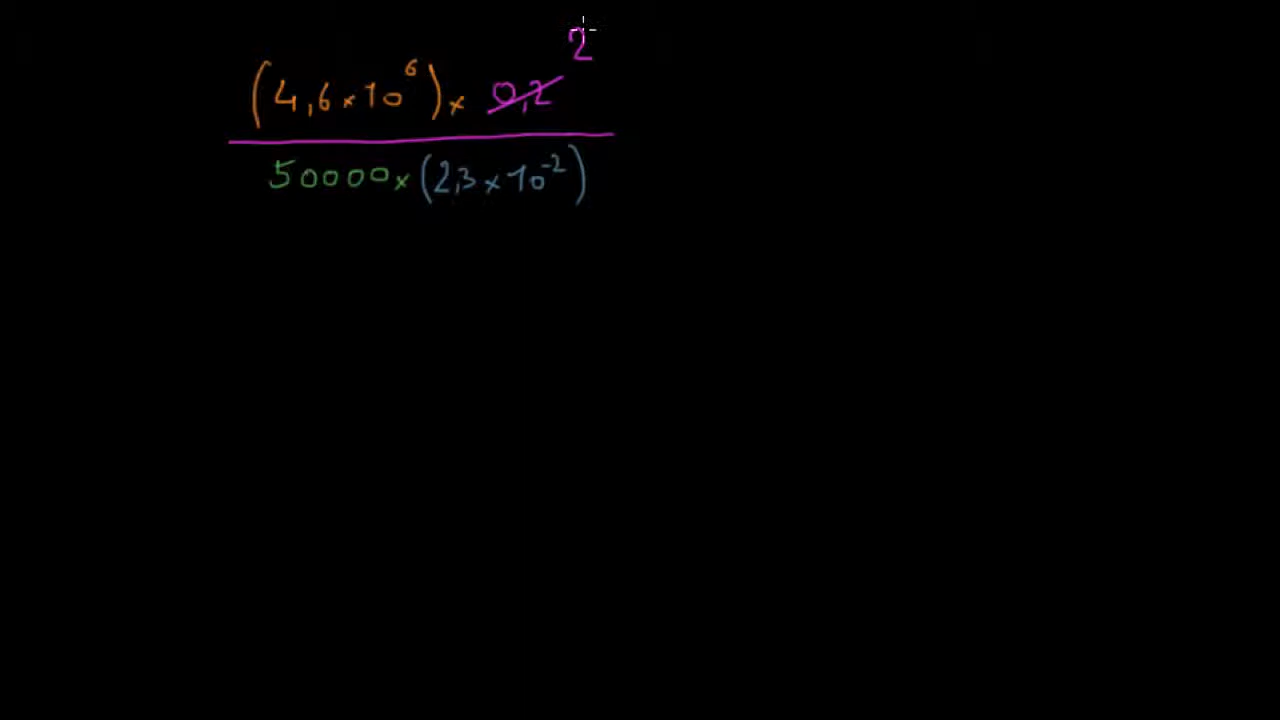 2
(4,6 × 10⁶) × 0,2
50000 × (2,3 × 10⁻²)